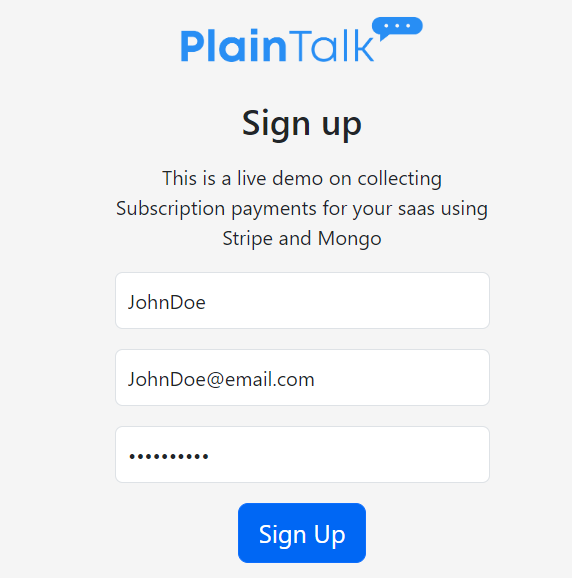 PlainTalk
Sign up
This is a live demo on collecting
Subscription payments for your saas using
Stripe and Mongo
JohnDoe
JohnDoe@email.com
••••••••••
Sign Up